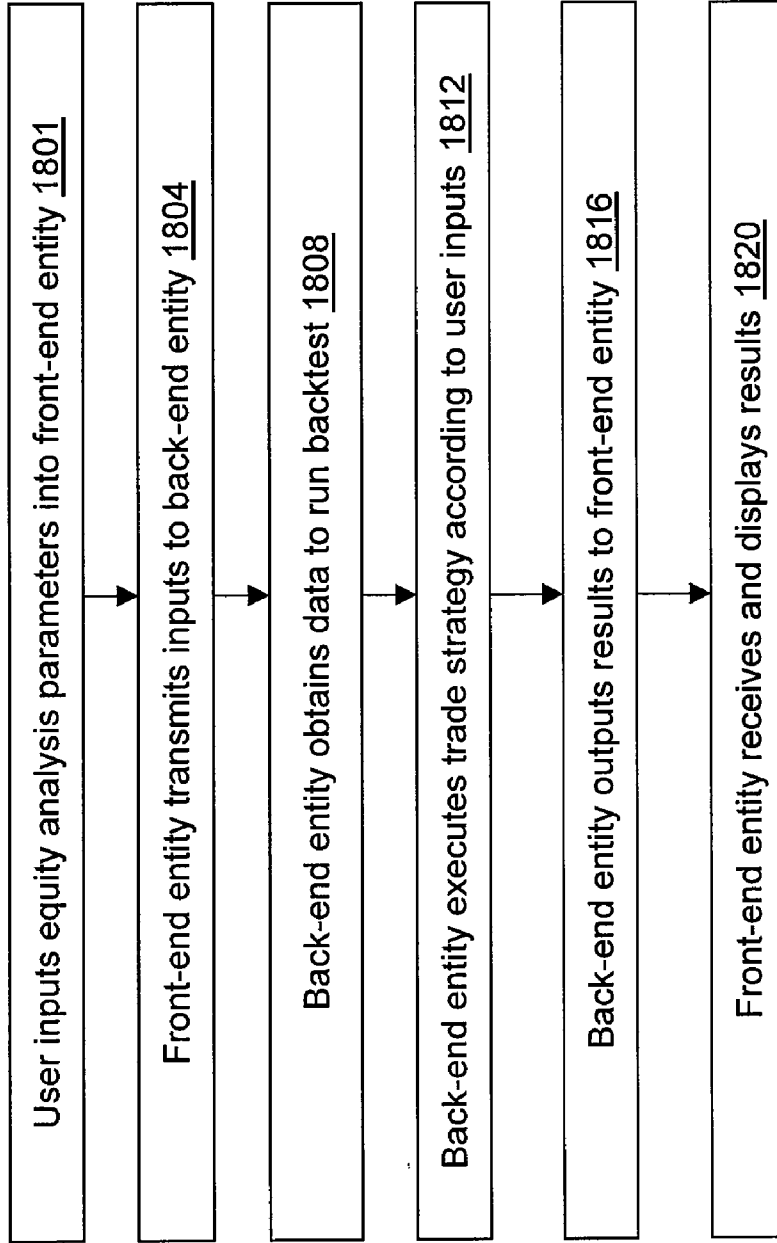 User inputs equity analysis parameters into front-end entity 1801
Front-end entity transmits inputs to back-end entity 1804
Back-end entity obtains data to run backtest 1808
Back-end entity executes trade strategy according to user inputs 1812
Back-end entity outputs results to front-end entity 1816
Front-end entity receives and displays results 1820